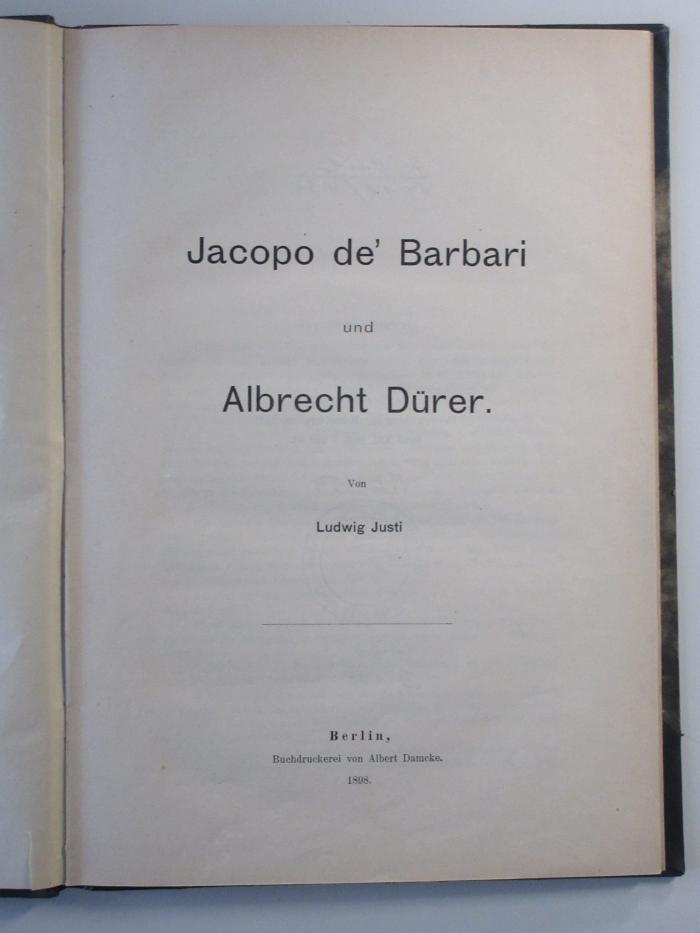 Jacopo de' Barbari
und
Albrecht Dürer.
Von
Ludwig Justi
Berlin,
Buchdruckerei von Albert Damcke.
1898.